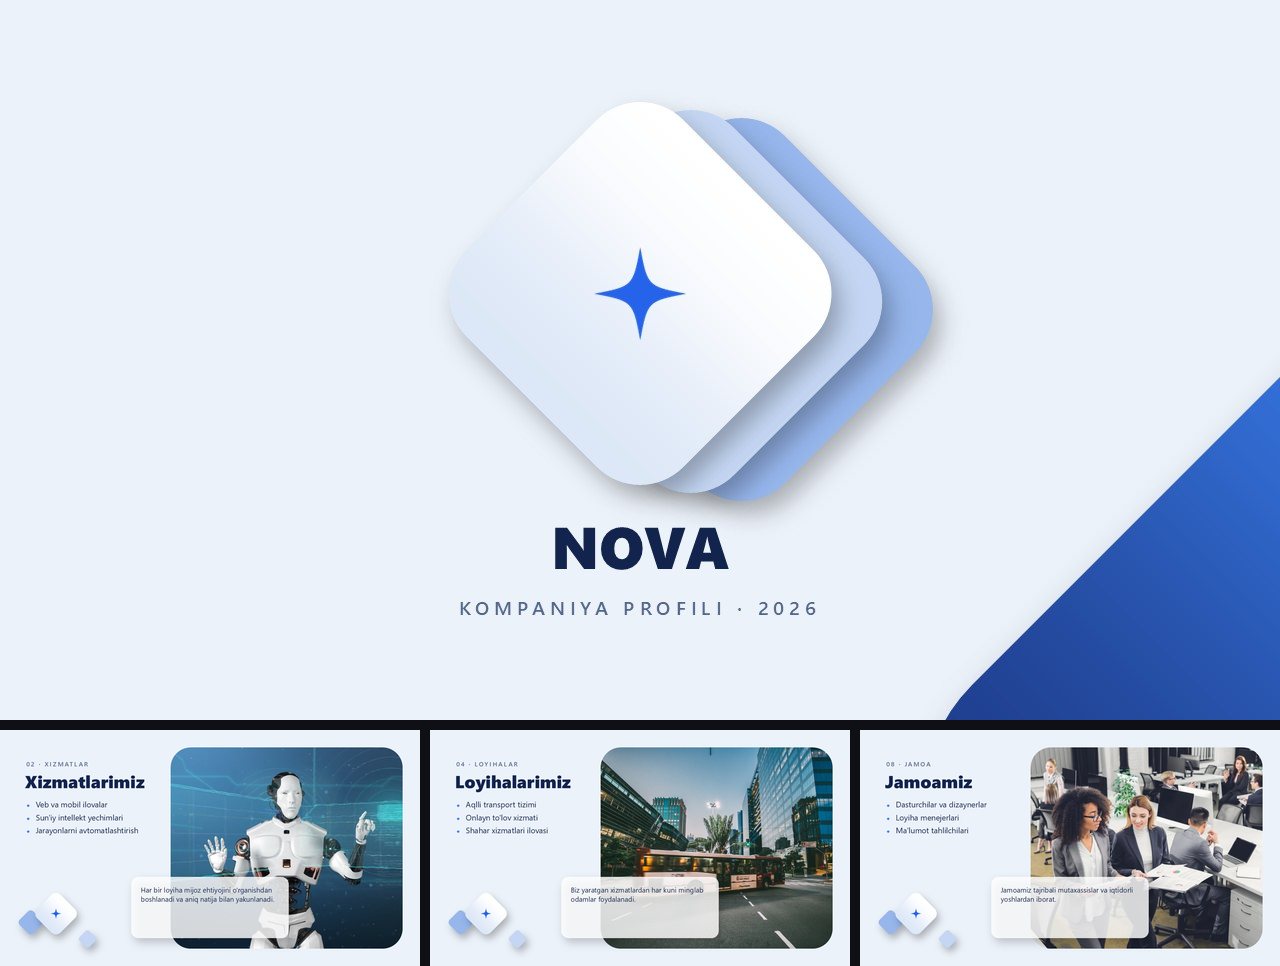 NOVA
KOMPANIYA PROFILI · 2026
02 · XIZMATLAR
Xizmatlarimiz
• Veb va mobil ilovalar
• Sun'iy intellekt yechimlari
• Jarayonlarni avtomatlashtirish
Har bir loyiha mijoz ehtiyojini o'rganishdan
boshlanadi va aniq natija bilan yakunlanadi.
04 · LOYIHALAR
Loyihalarimiz
• Aqlli transport tizimi
• Onlayn to'lov xizmati
• Shahar xizmatlari ilovasi
Biz yaratgan xizmatlardan har kuni minglab
odamlar foydalanadi.
08 · JAMOA
Jamoamiz
• Dasturchilar va dizaynerlar
• Loyiha menejerlari
• Ma'lumot tahlilchilari
Jamoamiz tajribali mutaxassislar va iqtidorli
yoshlardan iborat.